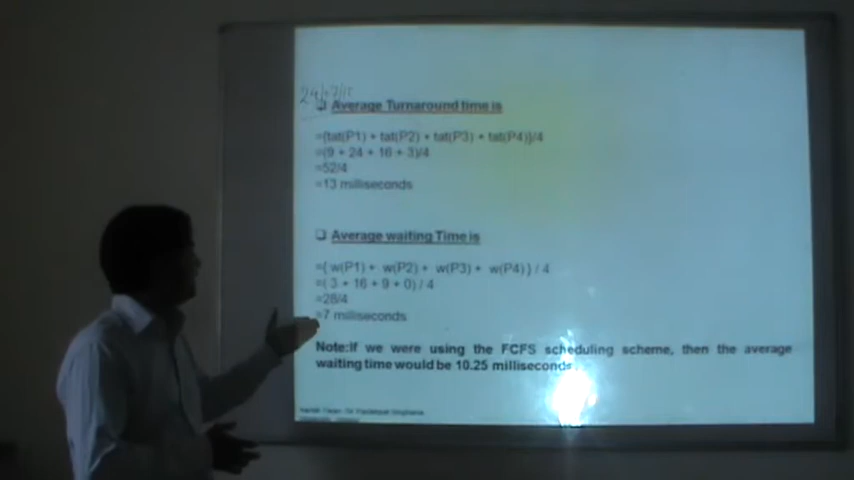 ❑ Average Turnaround time is
={tat(P1) + tat(P2) + tat(P3) + tat(P4)}/4
=(9 + 24 + 16 + 3)/4
=52/4
=13 milliseconds
❑ Average waiting Time is
={ w(P1) + w(P2) + w(P3) + w(P4) } / 4
=( 3 + 16 + 9 + 0) / 4
=28/4
=7 milliseconds
Note:If we were using the FCFS scheduling scheme, then the average
waiting time would be 10.25 milliseconds.